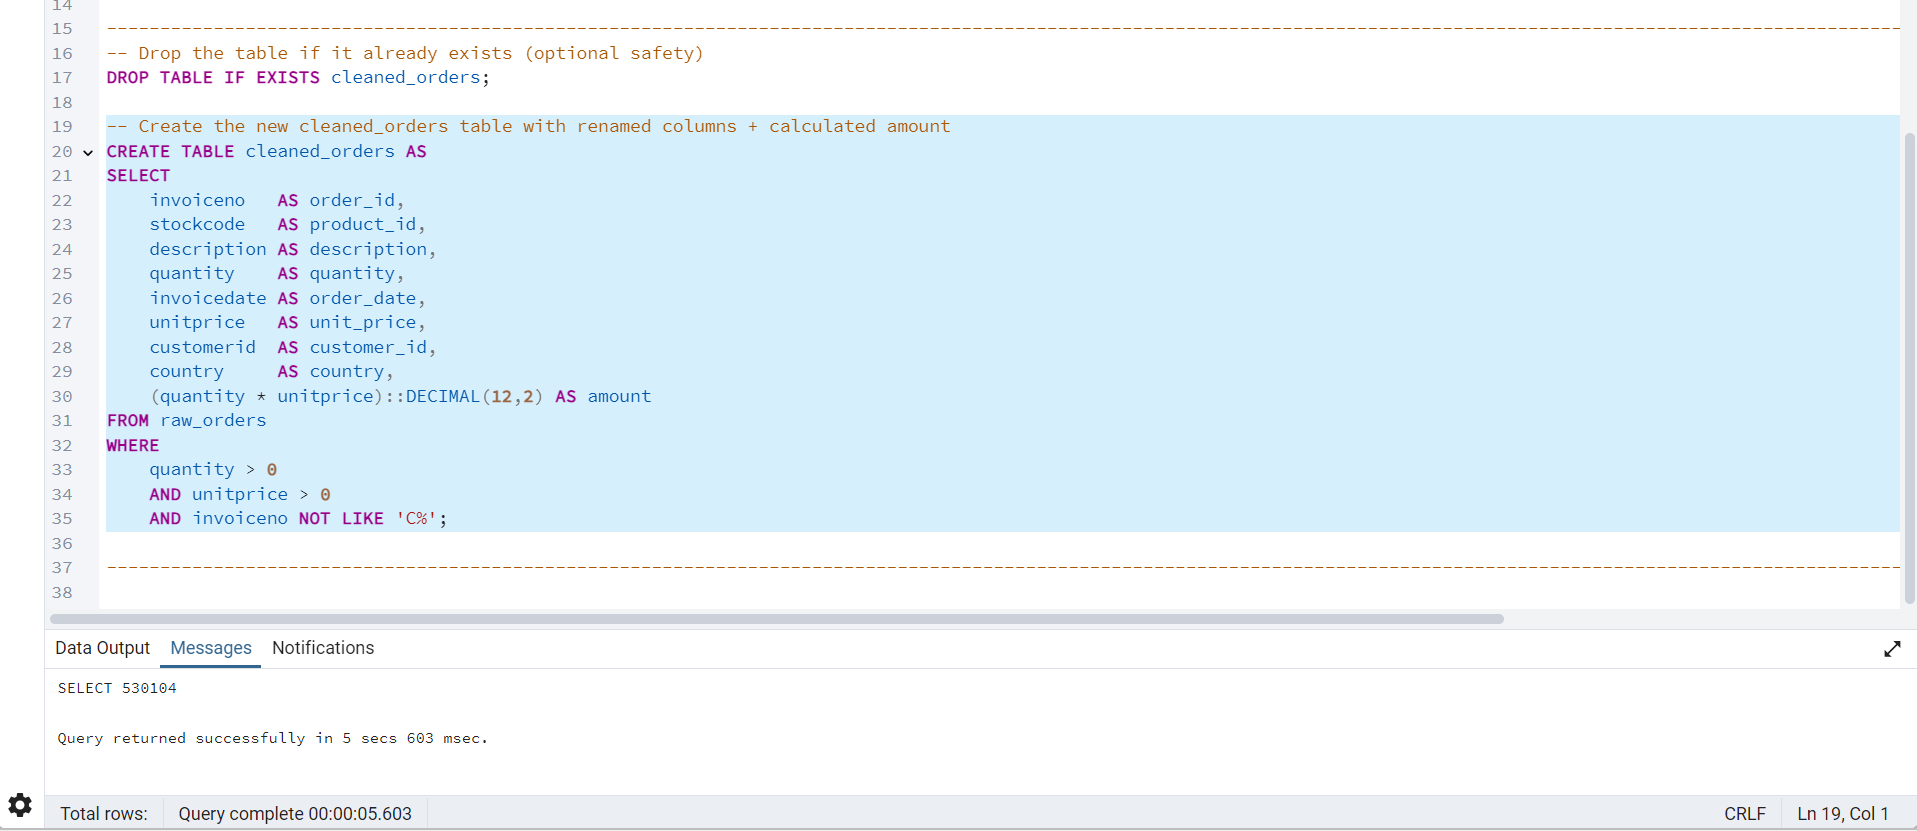 14
15 ------------------------------------------------------------------------------------------------------------------------------------------------------------------------
16 -- Drop the table if it already exists (optional safety)
17 DROP TABLE IF EXISTS cleaned_orders;
18
19 -- Create the new cleaned_orders table with renamed columns + calculated amount
20 CREATE TABLE cleaned_orders AS
21 SELECT
22     invoiceno   AS order_id,
23     stockcode   AS product_id,
24     description AS description,
25     quantity    AS quantity,
26     invoicedate AS order_date,
27     unitprice   AS unit_price,
28     customerid  AS customer_id,
29     country     AS country,
30     (quantity * unitprice)::DECIMAL(12,2) AS amount
31 FROM raw_orders
32 WHERE
33     quantity > 0
34     AND unitprice > 0
35     AND invoiceno NOT LIKE 'C%';
36
37 ------------------------------------------------------------------------------------------------------------------------------------------------------------------------
38
Data Output Messages Notifications
SELECT 530104
Query returned successfully in 5 secs 603 msec.
Total rows: Query complete 00:00:05.603 CRLF Ln 19, Col 1